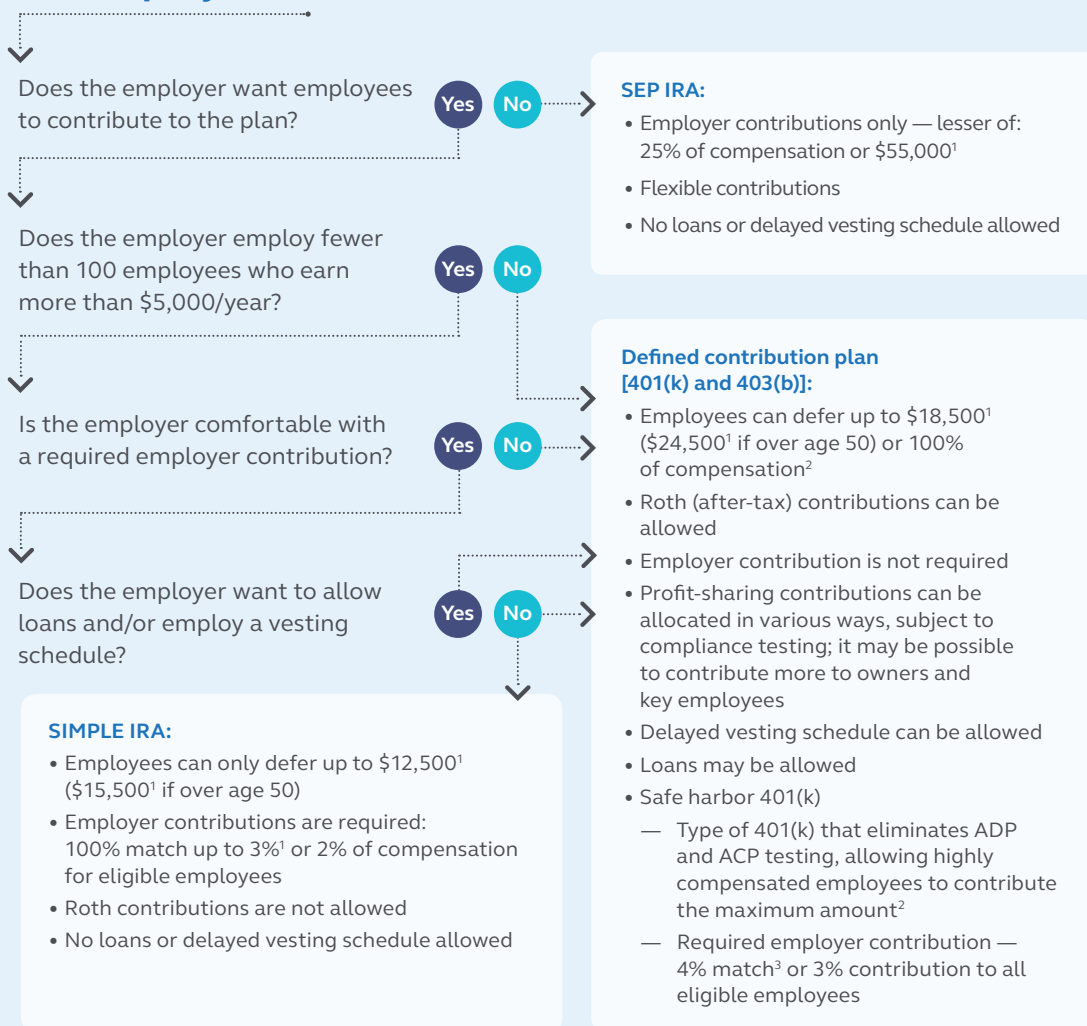 Does the employer want employees
to contribute to the plan?
Yes
No
SEP IRA:
• Employer contributions only — lesser of:
25% of compensation or $55,000¹
• Flexible contributions
• No loans or delayed vesting schedule allowed
Does the employer employ fewer
than 100 employees who earn
more than $5,000/year?
Yes
No
Is the employer comfortable with
a required employer contribution?
Yes
No
Does the employer want to allow
loans and/or employ a vesting
schedule?
Yes
No
Defined contribution plan
[401(k) and 403(b)]:
• Employees can defer up to $18,500¹
($24,500¹ if over age 50) or 100%
of compensation²
• Roth (after-tax) contributions can be
allowed
• Employer contribution is not required
• Profit-sharing contributions can be
allocated in various ways, subject to
compliance testing; it may be possible
to contribute more to owners and
key employees
• Delayed vesting schedule can be allowed
• Loans may be allowed
• Safe harbor 401(k)
— Type of 401(k) that eliminates ADP
and ACP testing, allowing highly
compensated employees to contribute
the maximum amount²
— Required employer contribution —
4% match³ or 3% contribution to all
eligible employees
SIMPLE IRA:
• Employees can only defer up to $12,500¹
($15,500¹ if over age 50)
• Employer contributions are required:
100% match up to 3%¹ or 2% of compensation
for eligible employees
• Roth contributions are not allowed
• No loans or delayed vesting schedule allowed